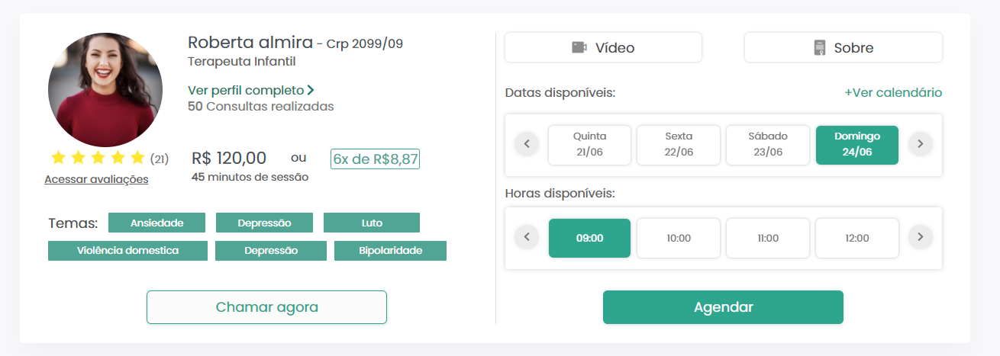 Roberta almira - Crp 2099/09
Terapeuta Infantil
Ver perfil completo
50 Consultas realizadas
(21)
Acessar avaliações
R$ 120,00 ou 6x de R$8,87
45 minutos de sessão
Temas: Ansiedade Depressão Luto
Violência domestica Depressão Bipolaridade
Chamar agora
Vídeo Sobre
Datas disponíveis: +Ver calendário
Quinta Sexta Sábado Domingo
21/06 22/06 23/06 24/06
Horas disponíveis:
09:00 10:00 11:00 12:00
Agendar